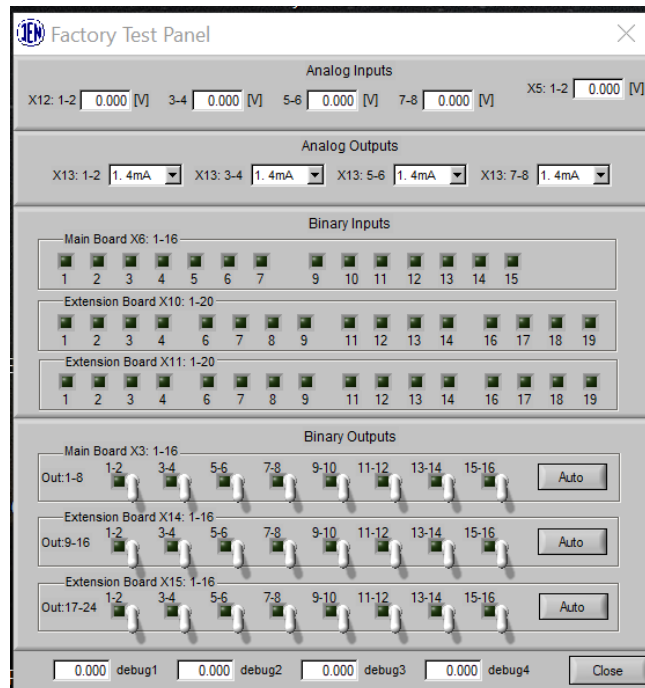 IEN Factory Test Panel
Analog Inputs
X12: 1-2 0.000 [V] 3-4 0.000 [V] 5-6 0.000 [V] 7-8 0.000 [V] X5: 1-2 0.000 [V]
Analog Outputs
X13: 1-2 1. 4mA X13: 3-4 1. 4mA X13: 5-6 1. 4mA X13: 7-8 1. 4mA
Binary Inputs
Main Board X6: 1-16
1 2 3 4 5 6 7 9 10 11 12 13 14 15
Extension Board X10: 1-20
1 2 3 4 6 7 8 9 11 12 13 14 16 17 18 19
Extension Board X11: 1-20
1 2 3 4 6 7 8 9 11 12 13 14 16 17 18 19
Binary Outputs
Main Board X3: 1-16
Out:1-8 1-2 3-4 5-6 7-8 9-10 11-12 13-14 15-16 Auto
Extension Board X14: 1-16
Out:9-16 1-2 3-4 5-6 7-8 9-10 11-12 13-14 15-16 Auto
Extension Board X15: 1-16
Out:17-24 1-2 3-4 5-6 7-8 9-10 11-12 13-14 15-16 Auto
0.000 debug1 0.000 debug2 0.000 debug3 0.000 debug4 Close